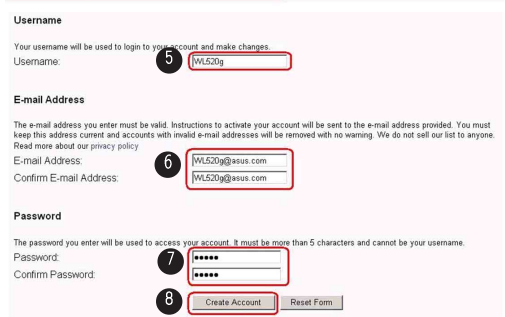 Username
Your username will be used to login to your account and make changes.
Username: 5 WL520g
E-mail Address
The e-mail address you enter must be valid. Instructions to activate your account will be sent to the e-mail address provided. You must
keep this address current and accounts with invalid e-mail addresses will be removed with no warning. We do not sell our list to anyone.
Read more about our privacy policy
E-mail Address: 6 WL520g@asus.com
Confirm E-mail Address: WL520g@asus.com
Password
The password you enter will be used to access your account. It must be more than 5 characters and cannot be your username.
Password: 7 •••••
Confirm Password: •••••
8 Create Account Reset Form